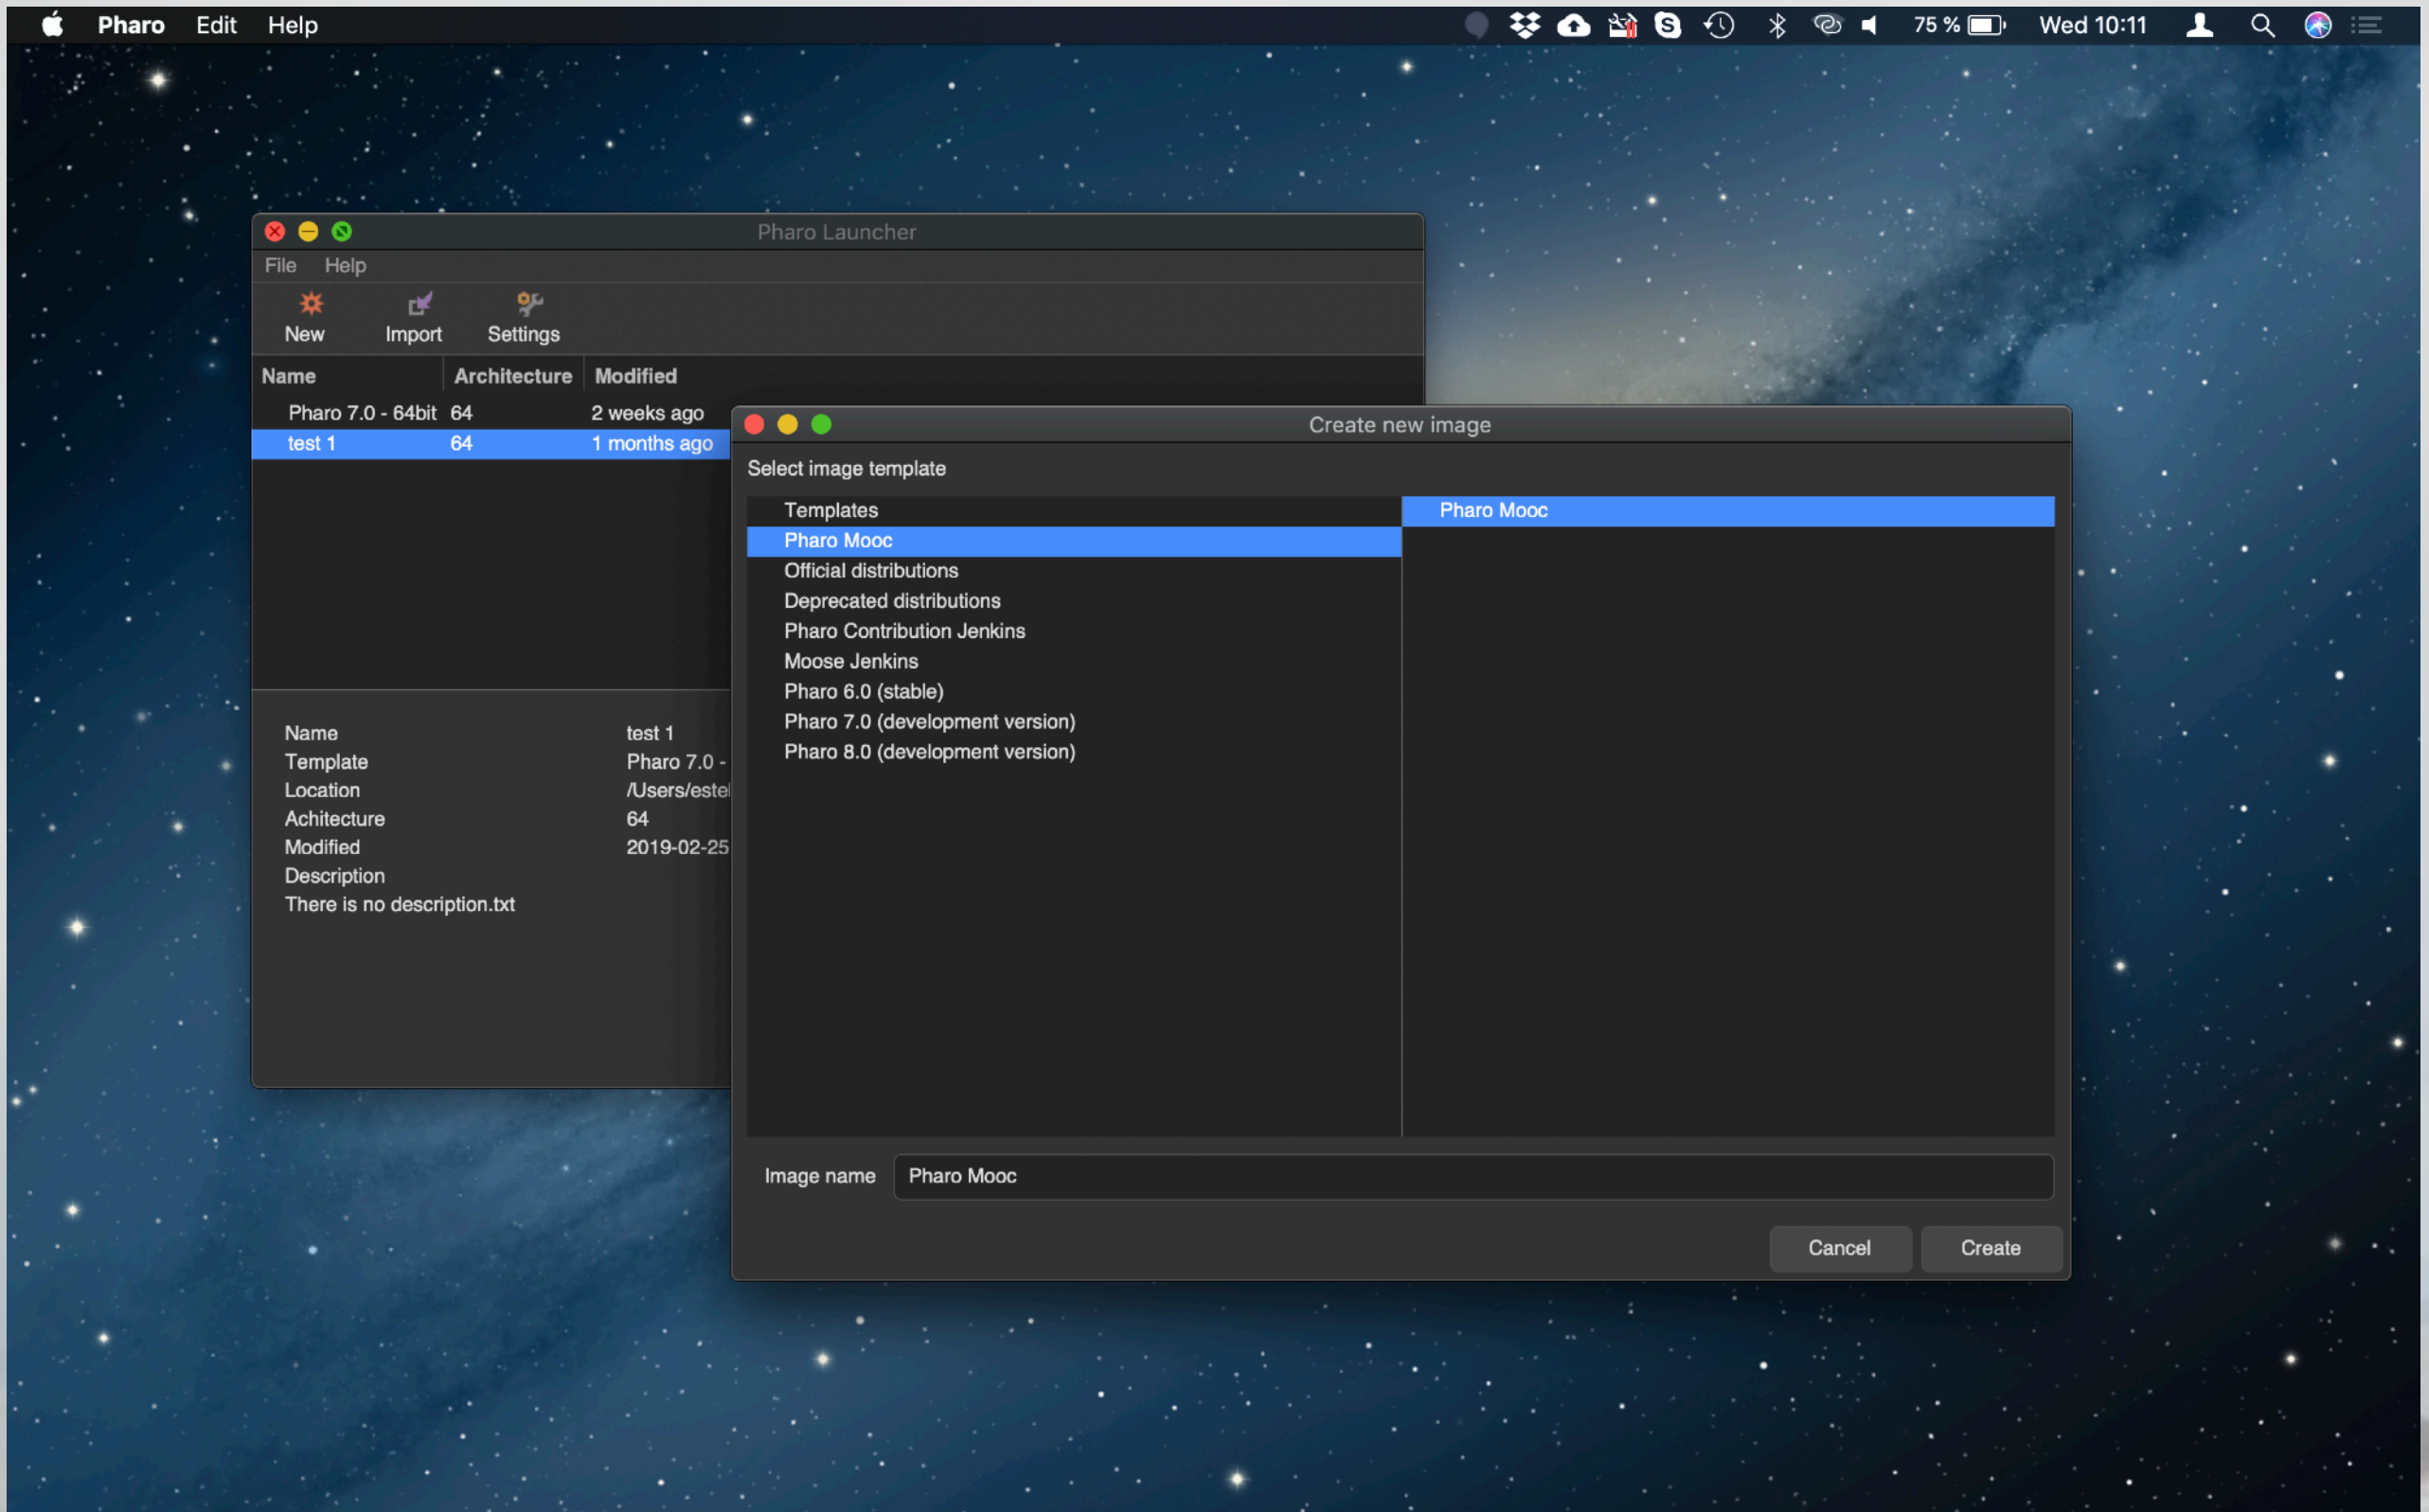 Pharo Edit Help 75 % Wed 10:11
Pharo Launcher
File Help
New Import Settings
Name Architecture Modified
Pharo 7.0 - 64bit 64 2 weeks ago
test 1 64 1 months ago
Name test 1
Template Pharo 7.0 -
Location /Users/estel
Achitecture 64
Modified 2019-02-25
Description
There is no description.txt
Create new image
Select image template
Templates
Pharo Mooc
Official distributions
Deprecated distributions
Pharo Contribution Jenkins
Moose Jenkins
Pharo 6.0 (stable)
Pharo 7.0 (development version)
Pharo 8.0 (development version)
Pharo Mooc
Image name Pharo Mooc
Cancel Create